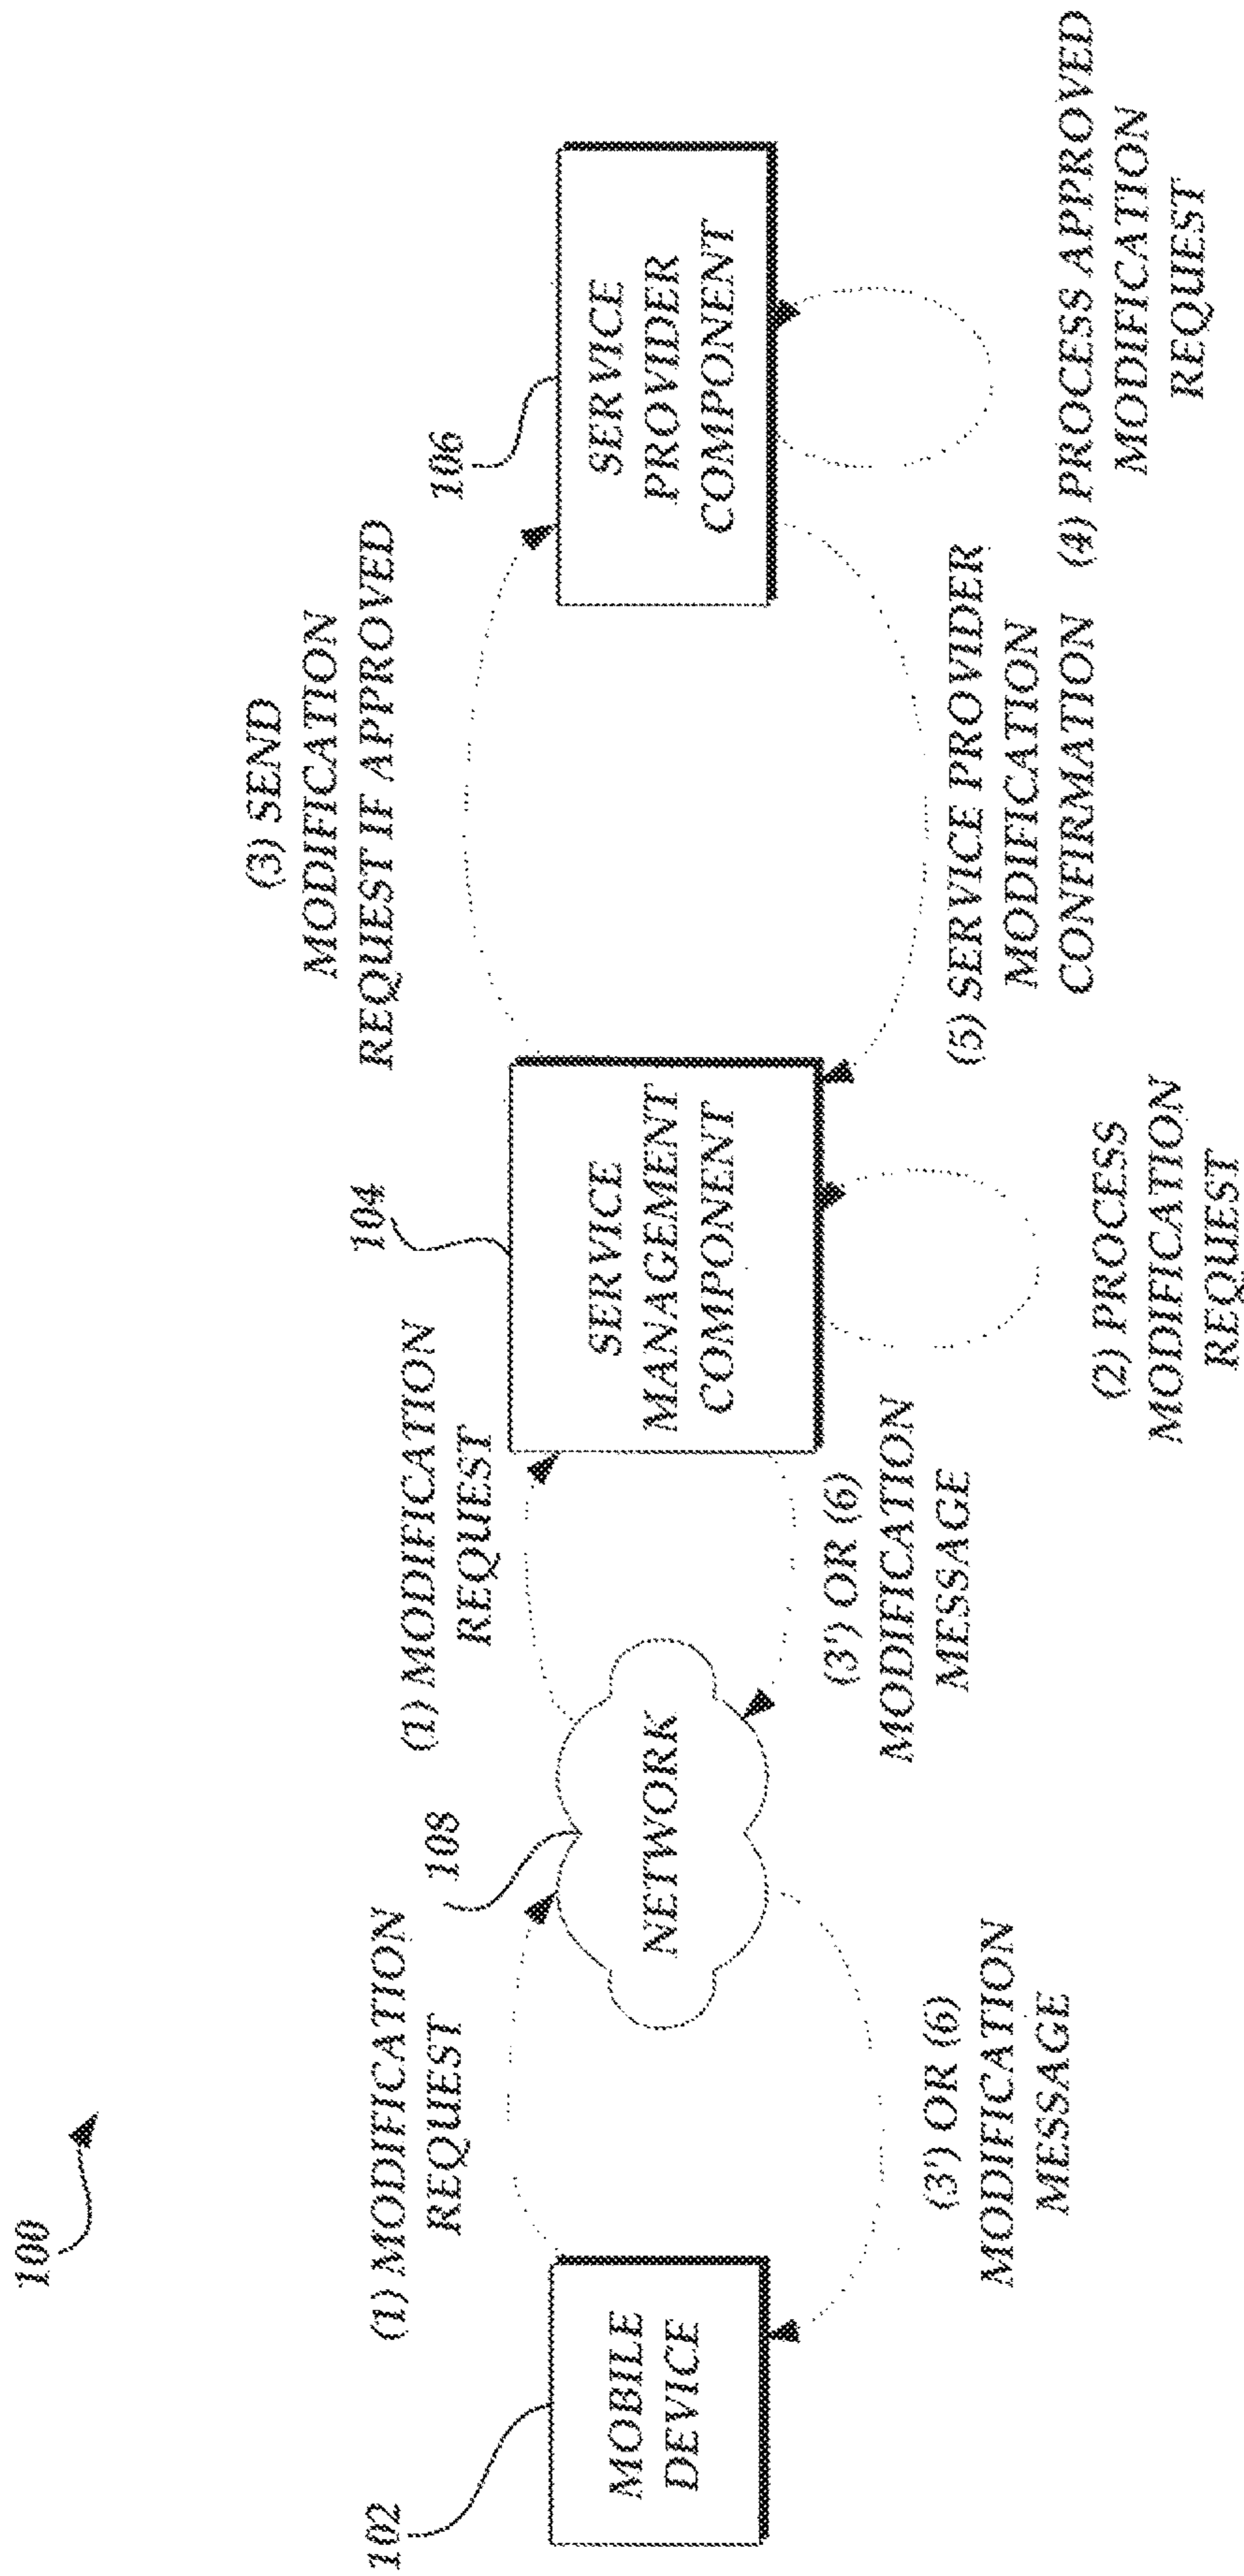 100
102
MOBILE
DEVICE
(1) MODIFICATION
REQUEST
(3') OR (6)
MODIFICATION
MESSAGE
108
NETWORK
(1) MODIFICATION
REQUEST
(3') OR (6)
MODIFICATION
MESSAGE
104
SERVICE
MANAGEMENT
COMPONENT
(2) PROCESS
MODIFICATION
REQUEST
(3) SEND
MODIFICATION
REQUEST IF APPROVED
(5) SERVICE PROVIDER
MODIFICATION
CONFIRMATION
106
SERVICE
PROVIDER
COMPONENT
(4) PROCESS APPROVED
MODIFICATION
REQUEST